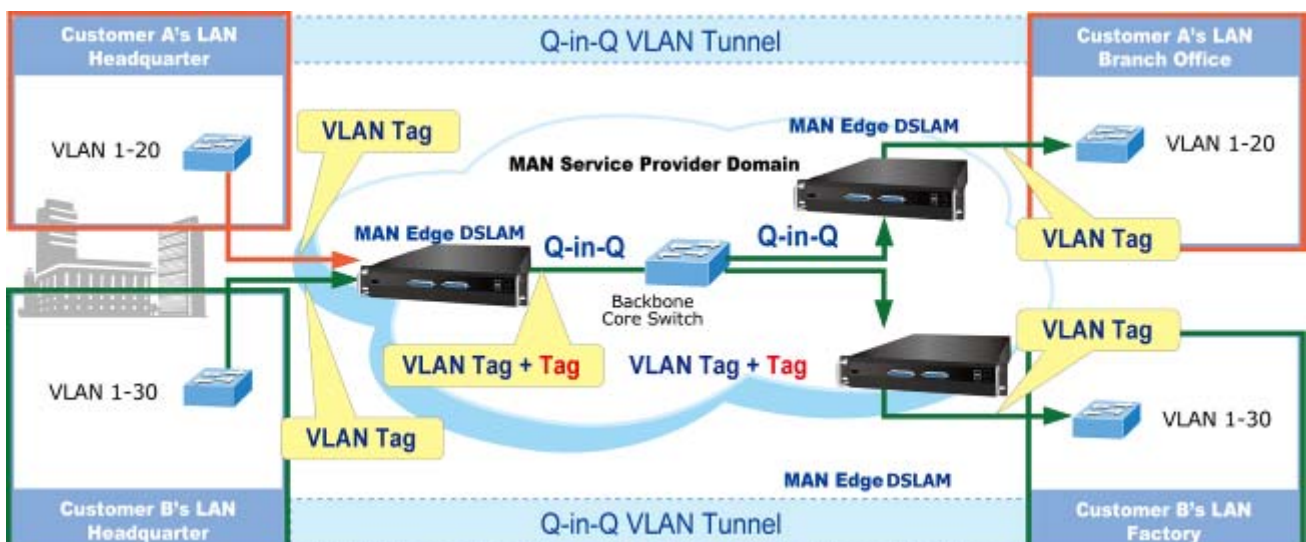 Customer A's LAN
Headquarter
Q-in-Q VLAN Tunnel
Customer A's LAN
Branch Office
VLAN 1-20
VLAN Tag
MAN Edge DSLAM
VLAN 1-20
MAN Service Provider Domain
MAN Edge DSLAM
Q-in-Q
Q-in-Q
VLAN Tag
Backbone
Core Switch
VLAN Tag
VLAN Tag + Tag
VLAN Tag + Tag
VLAN 1-30
VLAN Tag
VLAN 1-30
MAN Edge DSLAM
Customer B's LAN
Headquarter
Q-in-Q VLAN Tunnel
Customer B's LAN
Factory